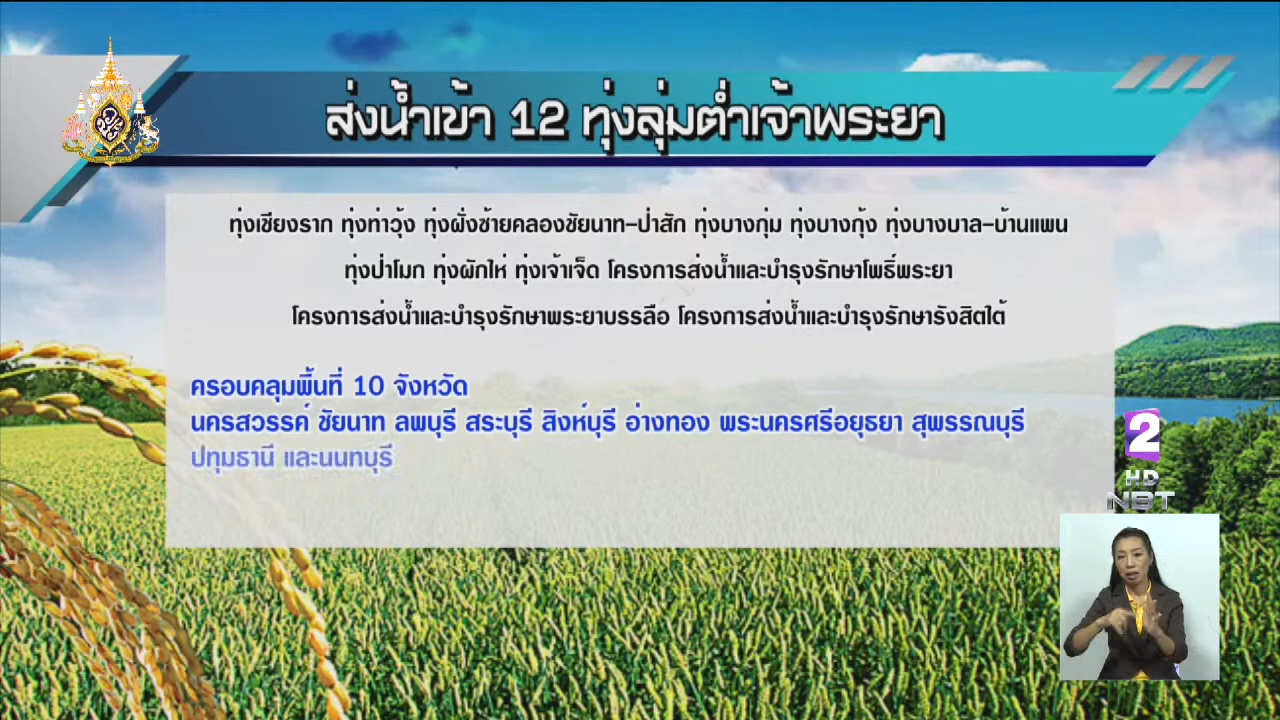 ส่งน้ำเข้า 12 ทุ่งลุ่มต่ำเจ้าพระยา
ทุ่งเชียงราก ทุ่งท่าวุ้ง ทุ่งฝั่งซ้ายคลองชัยนาท-ป่าสัก ทุ่งบางกุ่ม ทุ่งบางกุ้ง ทุ่งบางบาล-บ้านแพน
ทุ่งป่าโมก ทุ่งผักไห่ ทุ่งเจ้าเจ็ด โครงการส่งน้ำและบำรุงรักษาโพธิ์พระยา
โครงการส่งน้ำและบำรุงรักษาพระยาบรรลือ โครงการส่งน้ำและบำรุงรักษารังสิตใต้
ครอบคลุมพื้นที่ 10 จังหวัด
นครสวรรค์ ชัยนาท ลพบุรี สระบุรี สิงห์บุรี อ่างทอง พระนครศรีอยุธยา สุพรรณบุรี
ปทุมธานี และนนทบุรี
2
HD
NBT